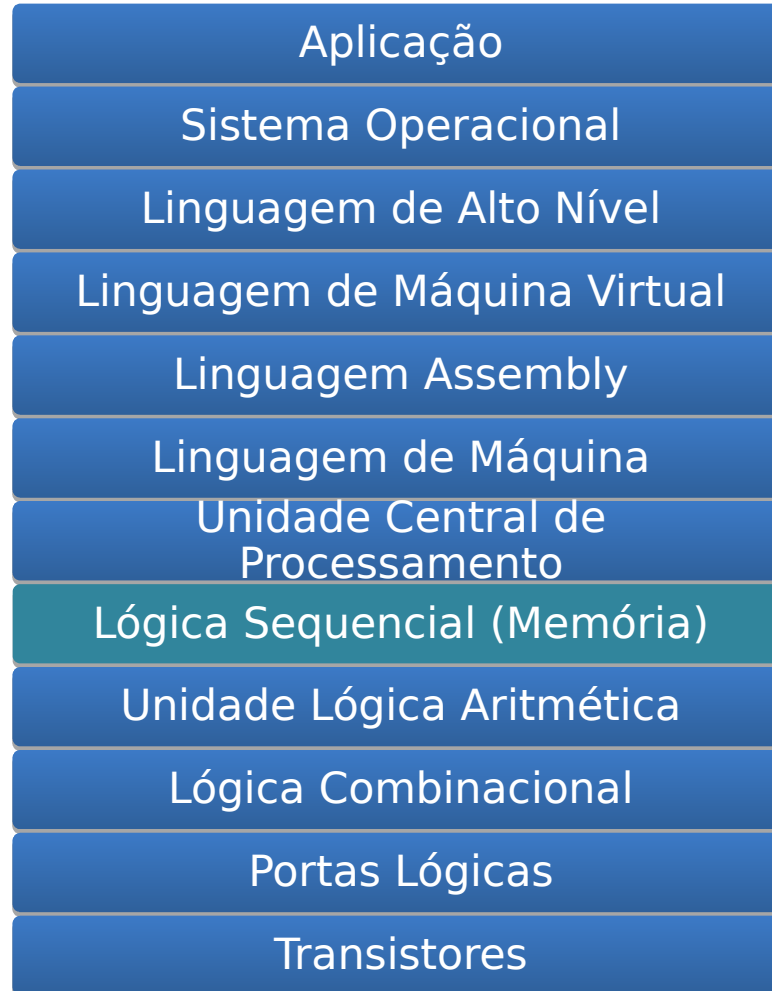 Aplicação
Sistema Operacional
Linguagem de Alto Nível
Linguagem de Máquina Virtual
Linguagem Assembly
Linguagem de Máquina
Unidade Central de
Processamento
Lógica Sequencial (Memória)
Unidade Lógica Aritmética
Lógica Combinacional
Portas Lógicas
Transistores